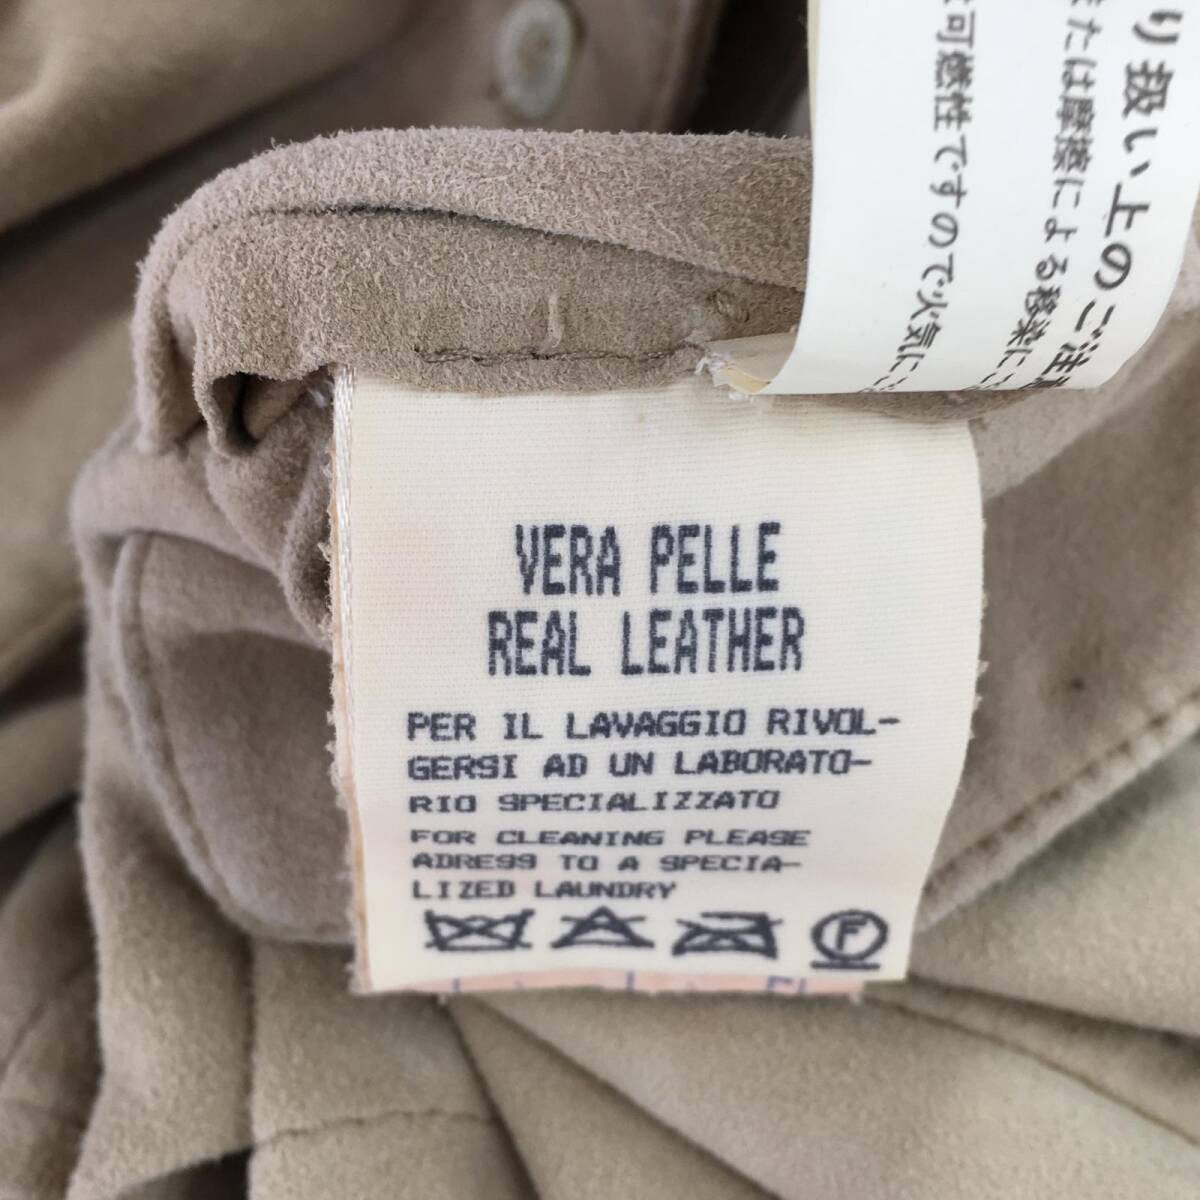 VERA PELLE
REAL LEATHER
PER IL LAVAGGIO RIVOL-
GERSI AD UN LABORATO-
RIO SPECIALIZZATO
FOR CLEANING PLEASE
ADRESS TO A SPECIA-
LIZED LAUNDRY
F
り扱い上のご注
または摩擦による移染に
可燃性ですので火気に